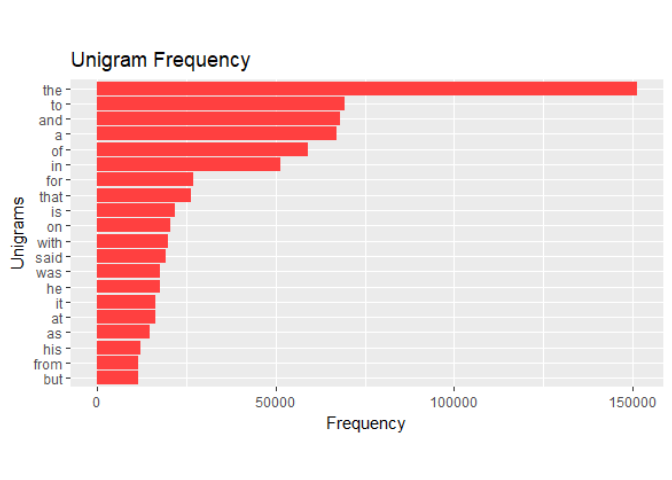 Unigram Frequency
the
to
and
a
of
in
for
that
is
on
with
said
was
he
it
at
as
his
from
but
Unigrams
0 50000 100000 150000
Frequency